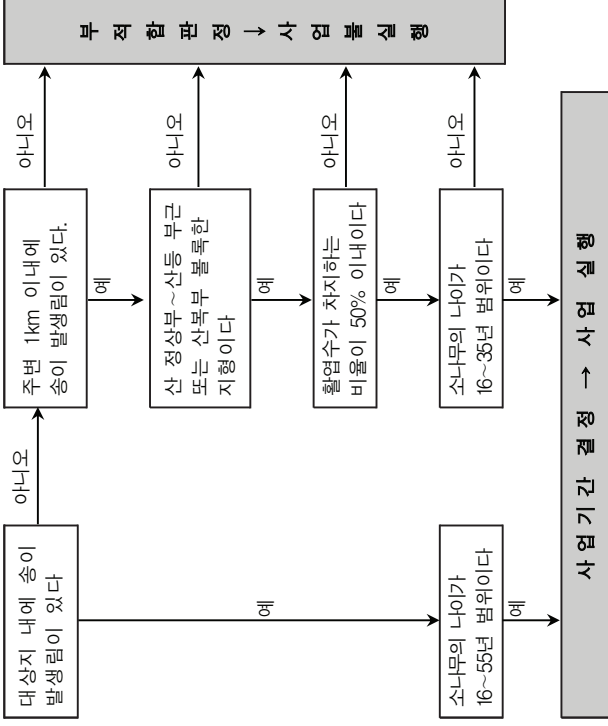 대상지 내에 송이
발생림이 있다
아니오
주변 1km 이내에
송이 발생림이 있다.
아니오
예
산 정상부~산등 부근
또는 산복부 볼록한
지형이다
아니오
예
활엽수가 차지하는
비율이 50% 이내이다
아니오
예
소나무의 나이가
16~35년 범위이다
아니오
예
부 적 합 판 정 → 사 업 불 실 행
예
소나무의 나이가
16~55년 범위이다
예
사 업 기 간 결 정 → 사 업 실 행